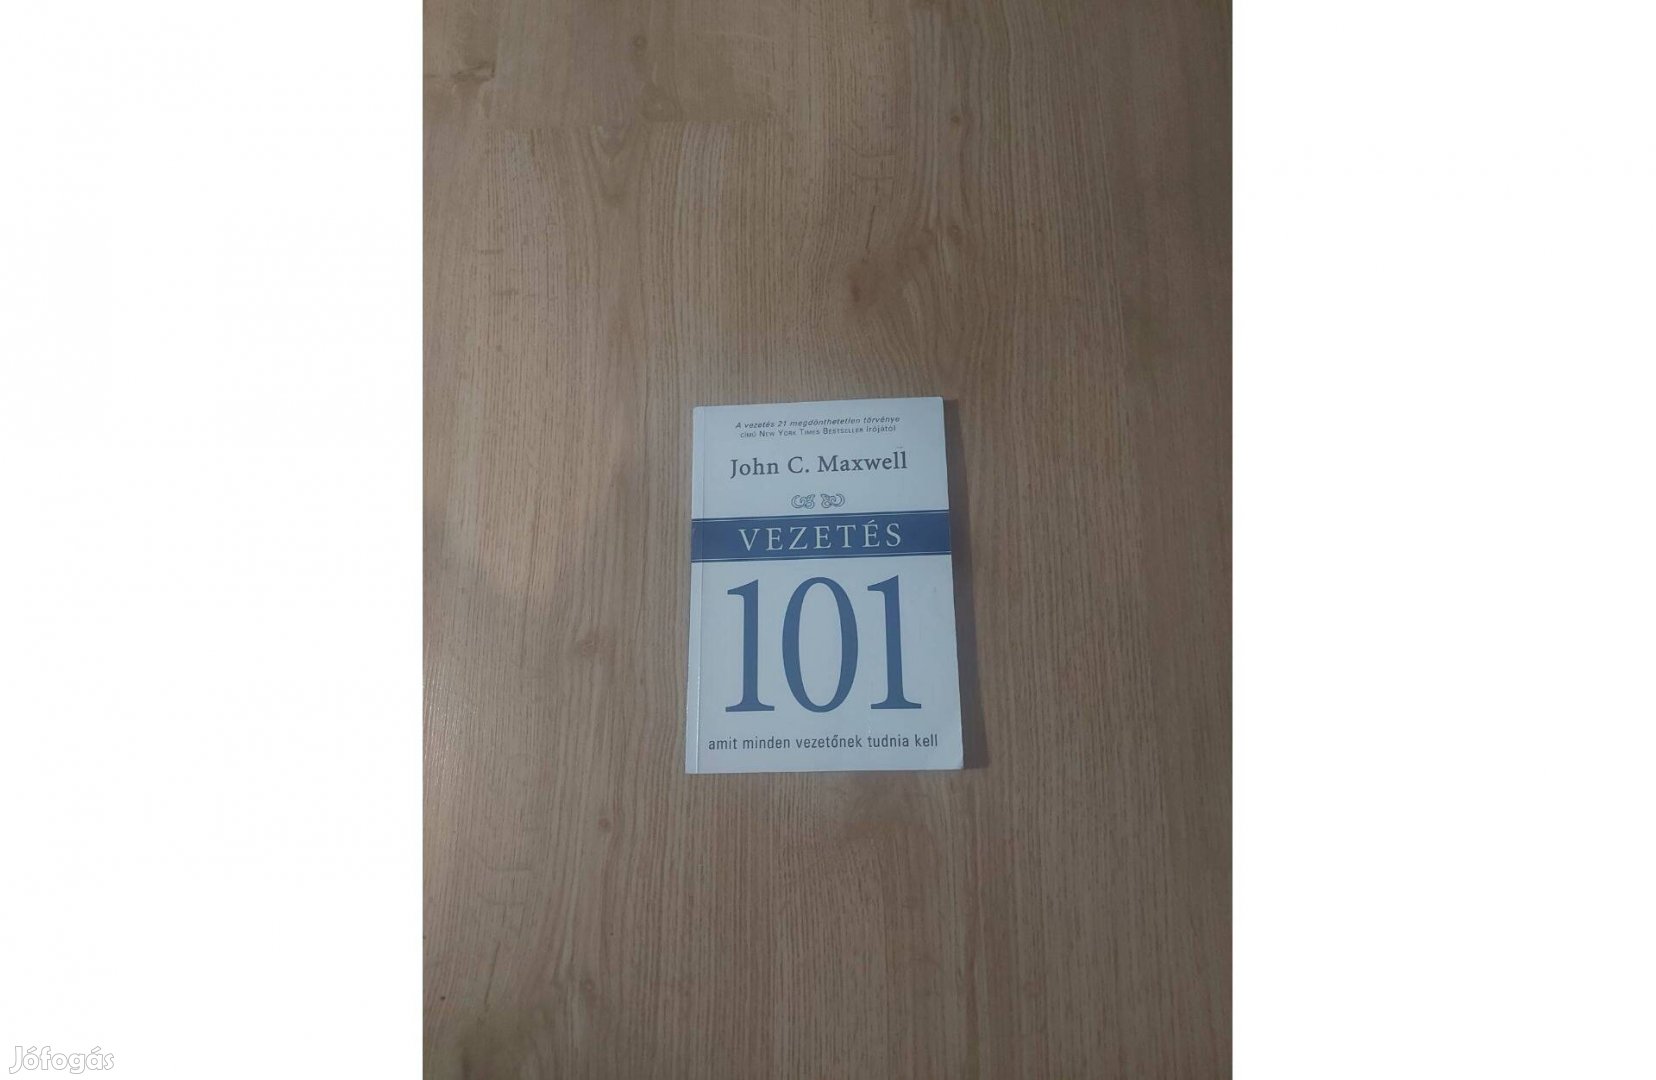 A vezetés 21 megdönthetetlen törvénye
című New York Times Bestseller írójától
John C. Maxwell
VEZETÉS
101
amit minden vezetőnek tudnia kell
Jófogás